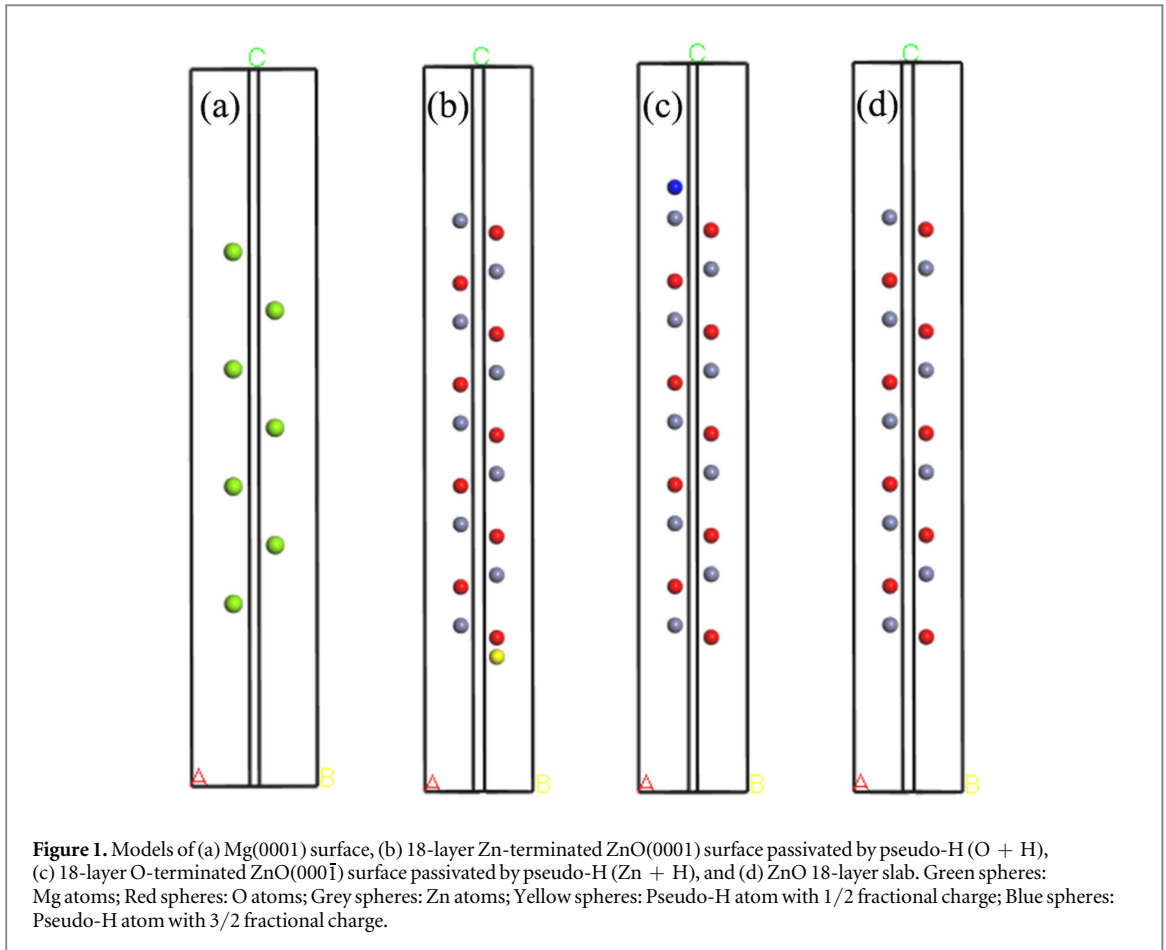 C C C C
(a) (b) (c) (d)
A B A B A B A B
Figure 1. Models of (a) Mg(0001) surface, (b) 18-layer Zn-terminated ZnO(0001) surface passivated by pseudo-H (O + H),
(c) 18-layer O-terminated ZnO(0001̄) surface passivated by pseudo-H (Zn + H), and (d) ZnO 18-layer slab. Green spheres:
Mg atoms; Red spheres: O atoms; Grey spheres: Zn atoms; Yellow spheres: Pseudo-H atom with 1/2 fractional charge; Blue spheres:
Pseudo-H atom with 3/2 fractional charge.